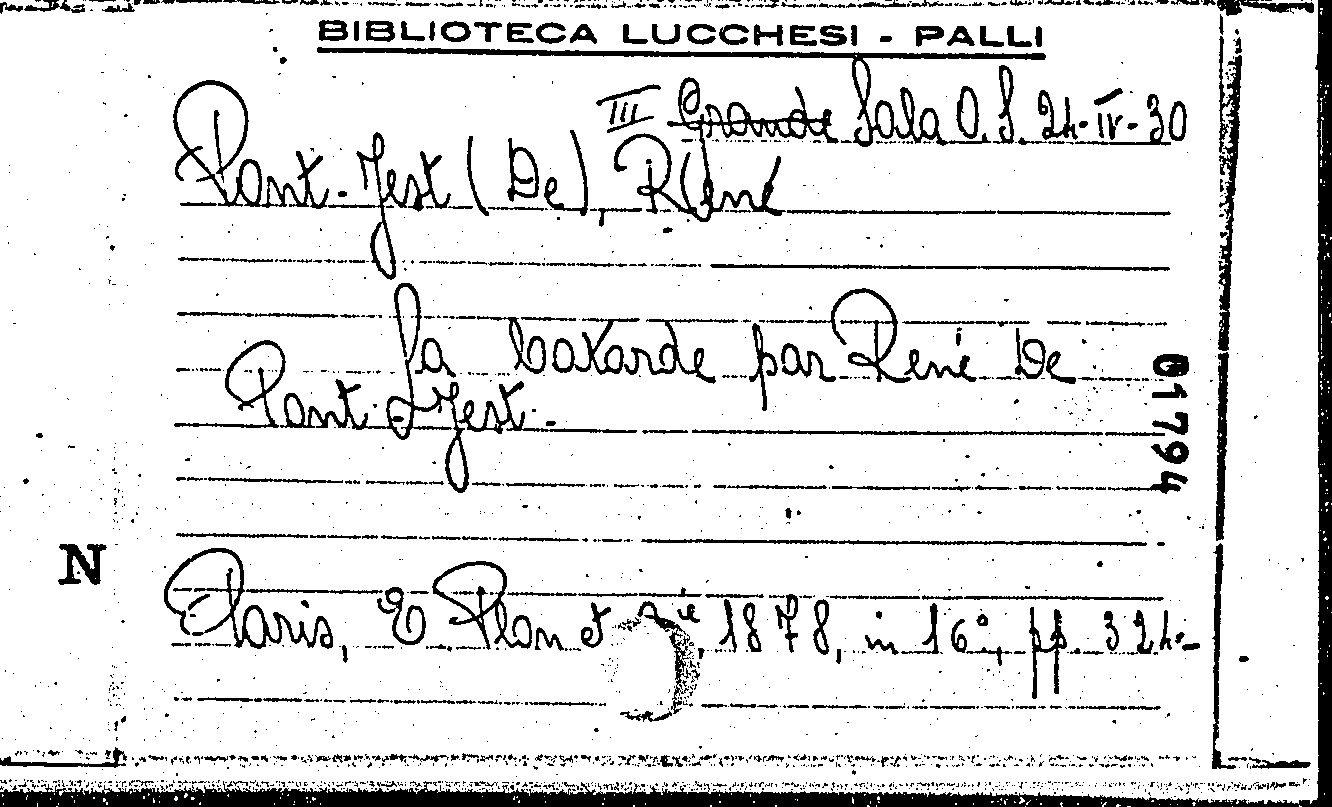 BIBLIOTECA LUCCHESI - PALLI
III Grande Sala O. S. 24-IV-30
Pont-Jest (De), René
La batarde par René De
Pont-Jest.-
01794
N
Paris, E Plon et Cie, 1878, in 16°, pp. 324.-